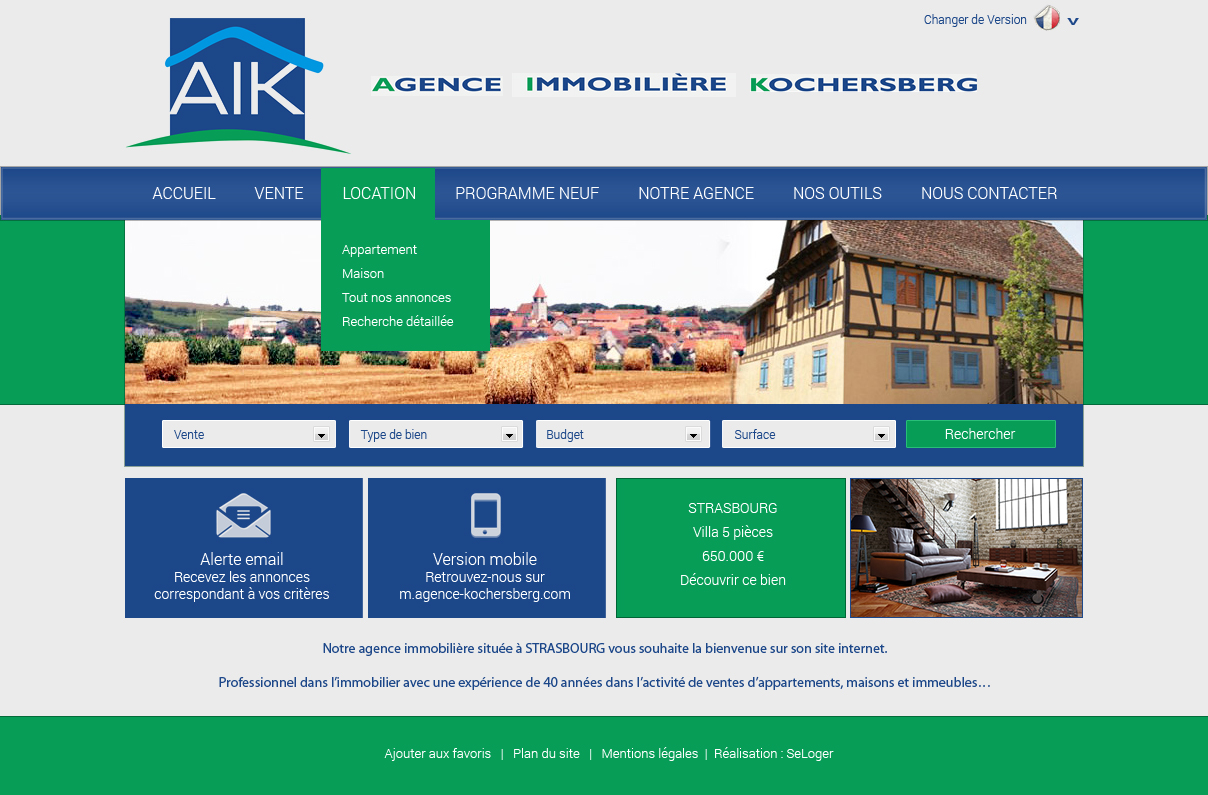 Changer de Version
AIK
AGENCE IMMOBILIÈRE KOCHERSBERG
ACCUEIL VENTE LOCATION PROGRAMME NEUF NOTRE AGENCE NOS OUTILS NOUS CONTACTER
Appartement
Maison
Tout nos annonces
Recherche détaillée
Vente Type de bien Budget Surface Rechercher
Alerte email
Recevez les annonces
correspondant à vos critères
Version mobile
Retrouvez-nous sur
m.agence-kochersberg.com
STRASBOURG
Villa 5 pièces
650.000 €
Découvrir ce bien
Notre agence immobilière située à STRASBOURG vous souhaite la bienvenue sur son site internet.
Professionnel dans l'immobilier avec une expérience de 40 années dans l'activité de ventes d'appartements, maisons et immeubles…
Ajouter aux favoris | Plan du site | Mentions légales | Réalisation : SeLoger